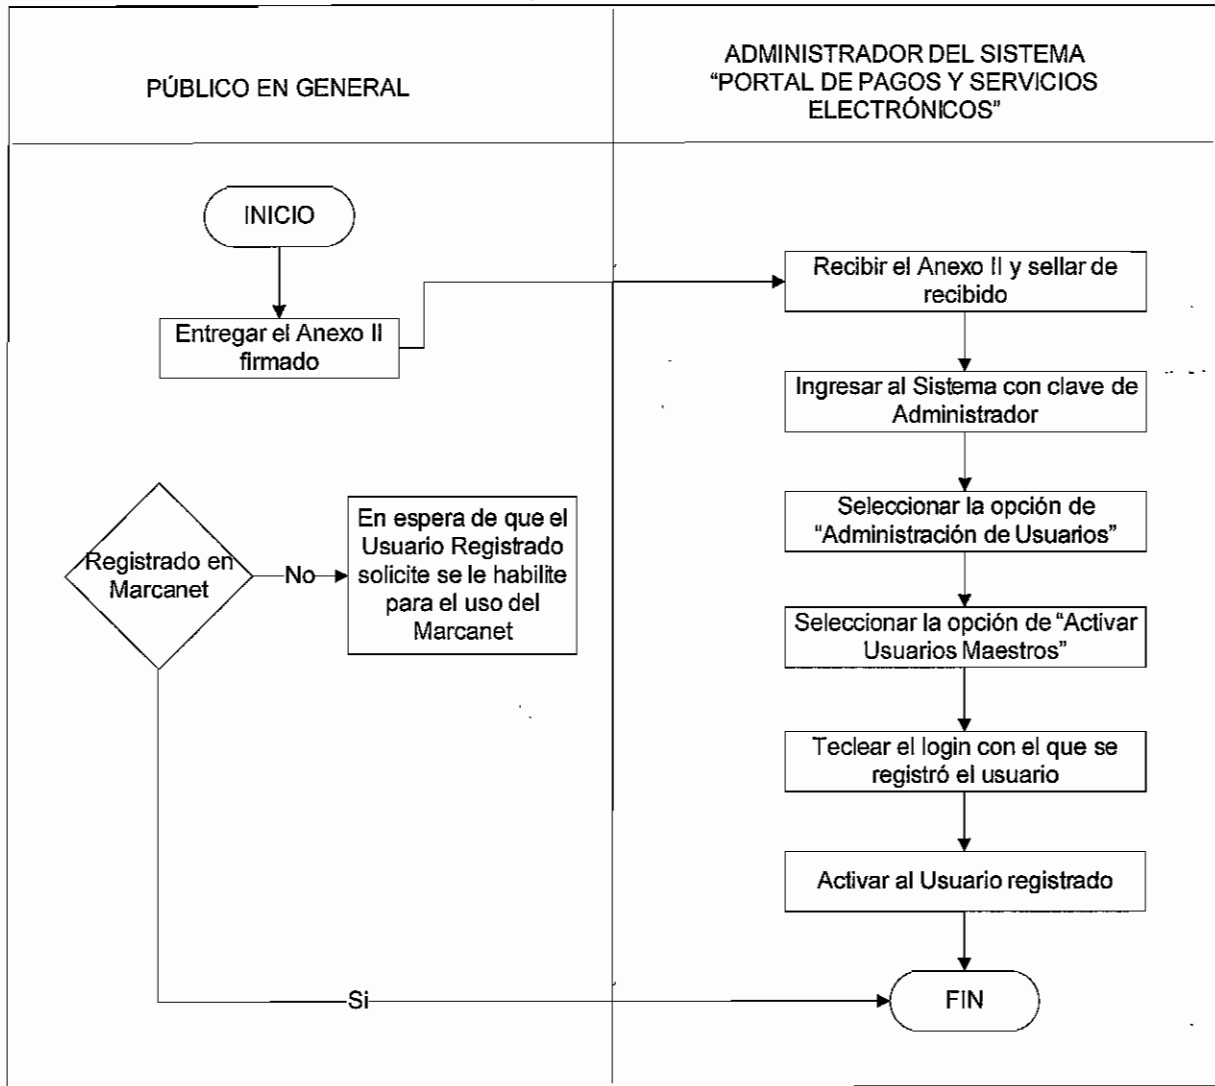 PÚBLICO EN GENERAL
ADMINISTRADOR DEL SISTEMA
“PORTAL DE PAGOS Y SERVICIOS
ELECTRÓNICOS”
INICIO
Entregar el Anexo II
firmado
Registrado en
Marcanet
No
En espera de que el
Usuario Registrado
solicite se le habilite
para el uso del
Marcanet
Si
Recibir el Anexo II y sellar de
recibido
Ingresar al Sistema con clave de
Administrador
Seleccionar la opción de
“Administración de Usuarios”
Seleccionar la opción de “Activar
Usuarios Maestros”
Teclear el login con el que se
registró el usuario
Activar al Usuario registrado
FIN